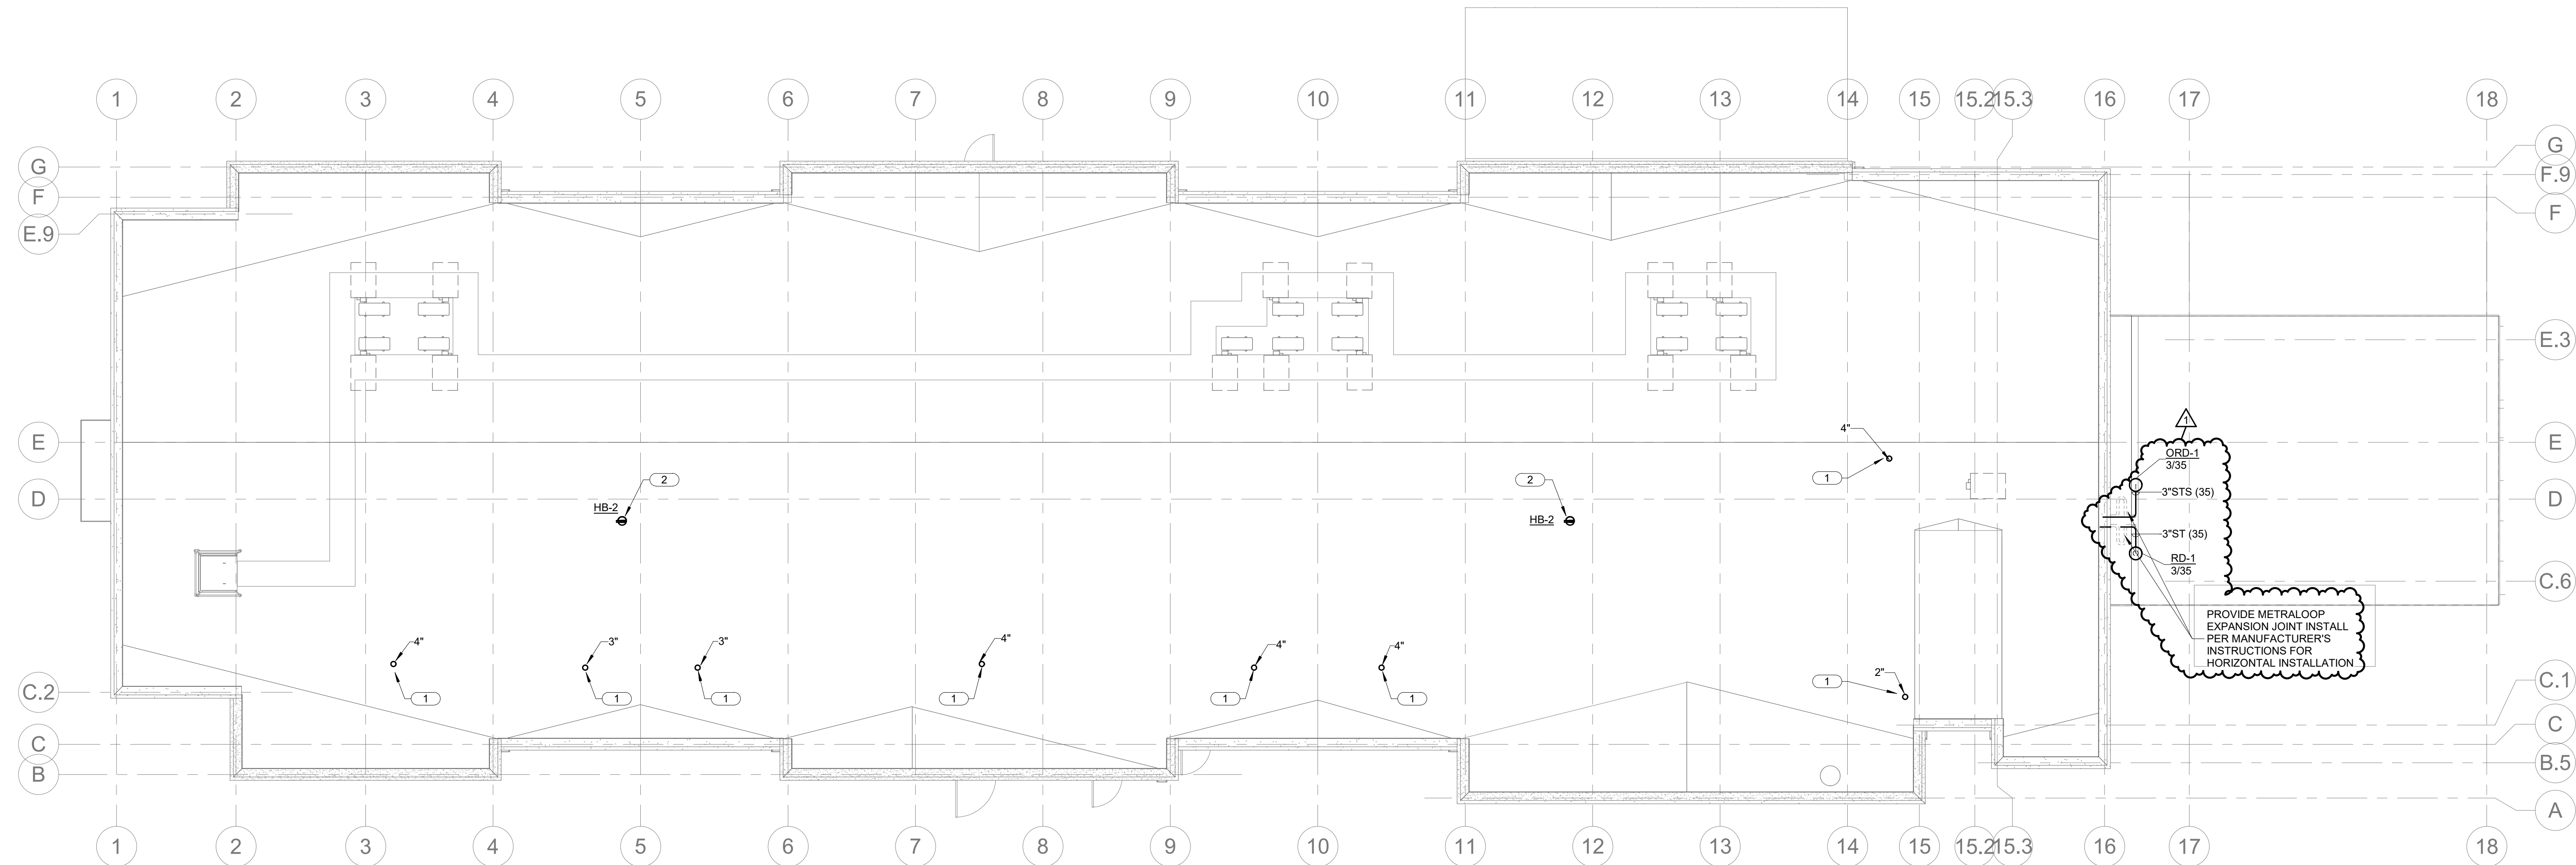 1 2 3 4 5 6 7 8 9 10 11 12 13 14 15 15.2 15.3 16 17 18
G
F
E.9
E
D
C.2
C
B
G
F.9
F
E.3
E
D
C.6
C.1
C
B.5
A
2
HB-2
2
HB-2
4"
1
1
ORD-1
3/35
3"STS (35)
3"ST (35)
RD-1
3/35
PROVIDE METRALOOP
EXPANSION JOINT INSTALL
PER MANUFACTURER'S
INSTRUCTIONS FOR
HORIZONTAL INSTALLATION
4"
1
3"
1
3"
1
4"
1
4"
1
4"
1
2"
1
1 2 3 4 5 6 7 8 9 10 11 12 13 14 15 15.2 15.3 16 17 18